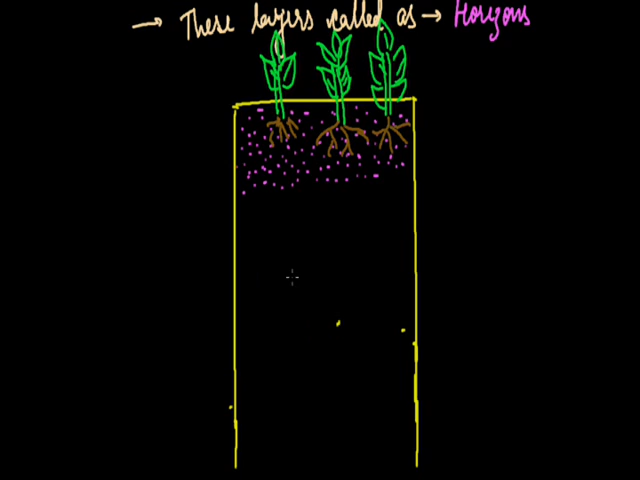 → These layers called as → Horizons